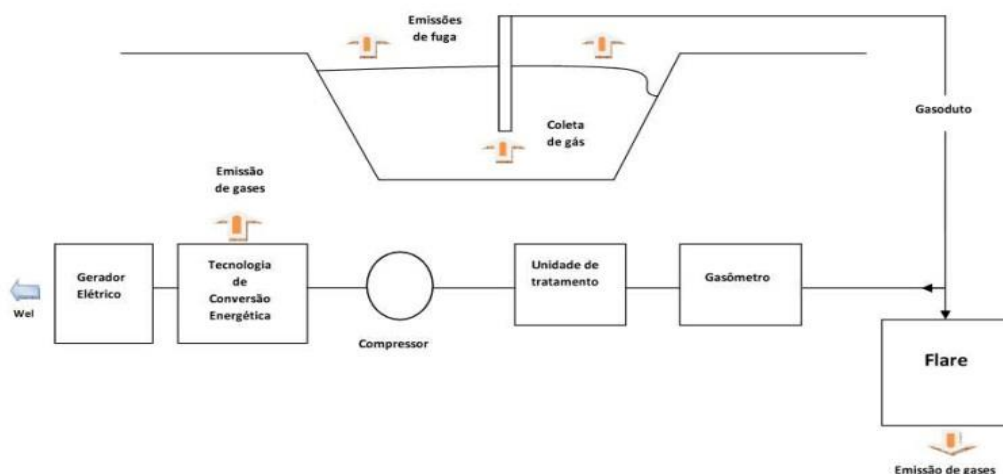 Emissões
de fuga
Gasoduto
Coleta
de gás
Emissão
de gases
Gerador
Elétrico
Tecnologia
de
Conversão
Energética
Unidade de
tratamento
Gasômetro
Wel
Compressor
Flare
Emissão de gases